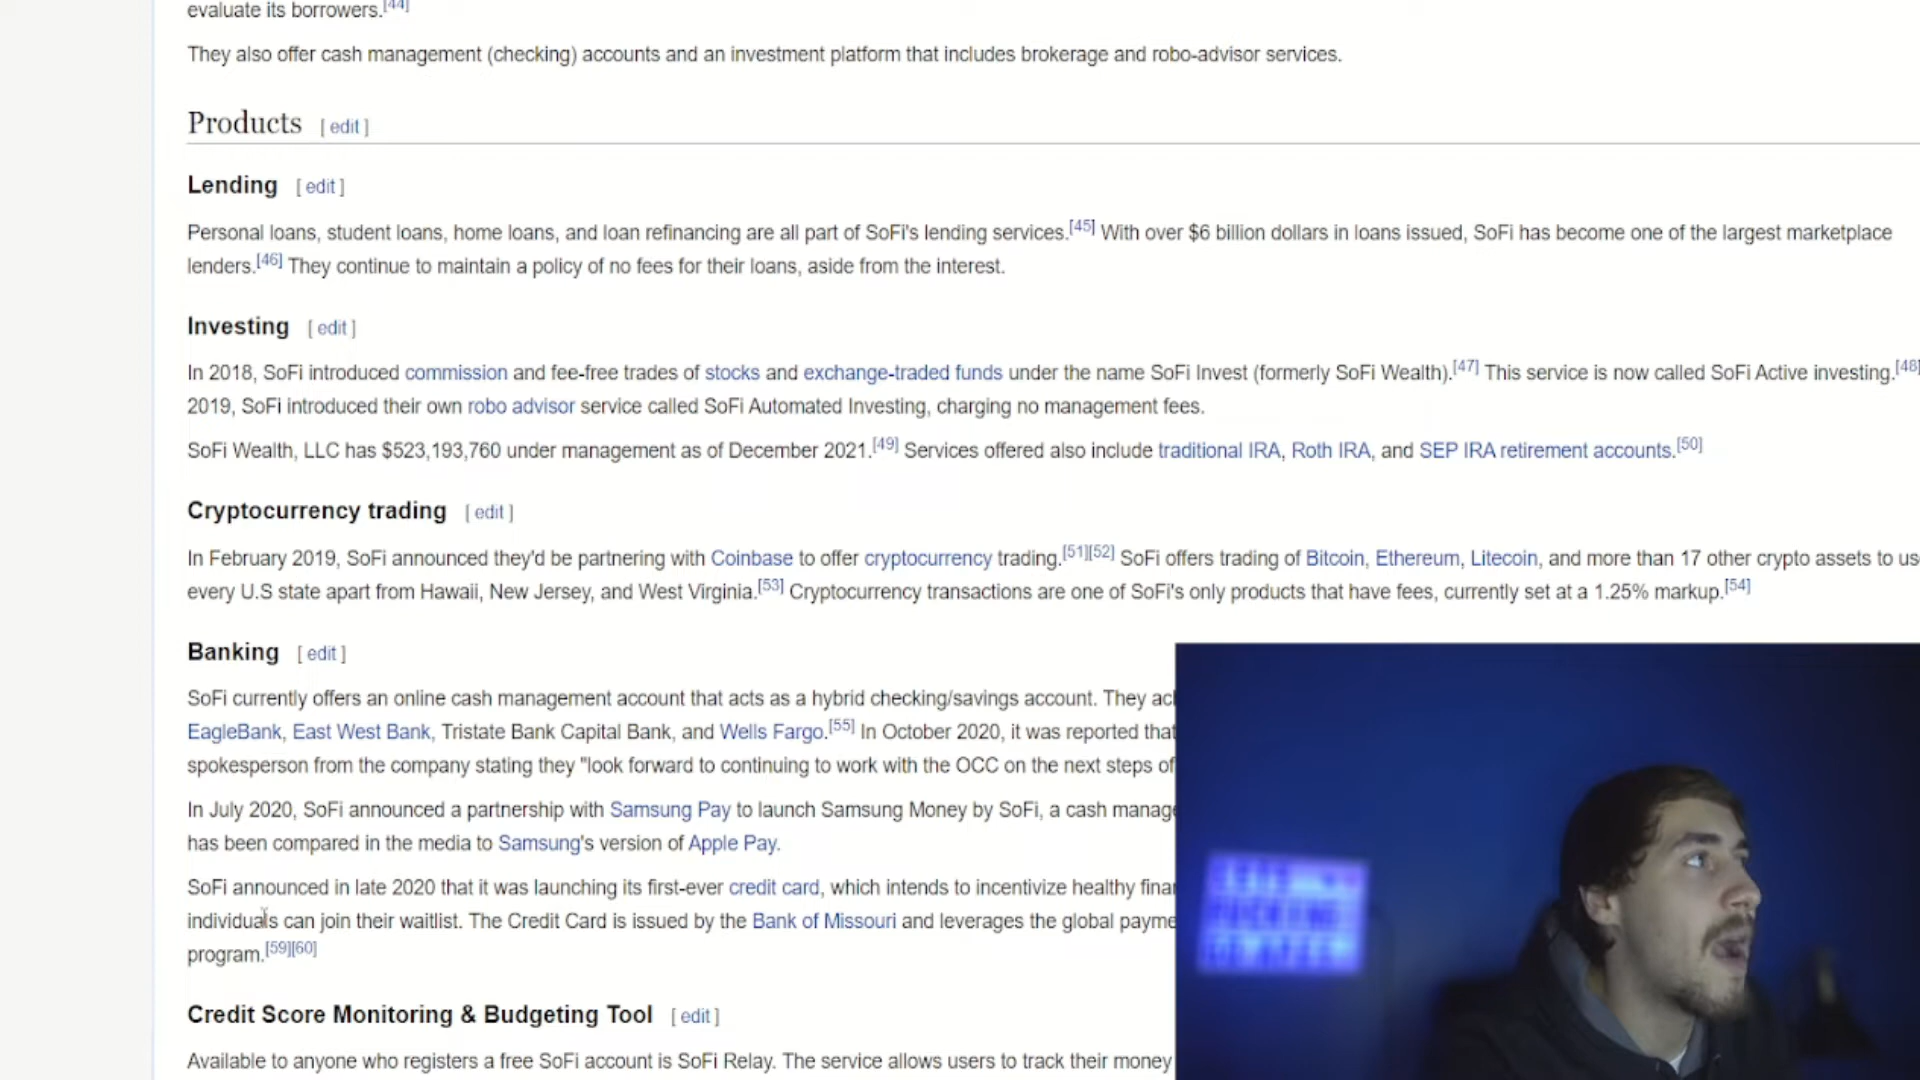 evaluate its borrowers.[44]
They also offer cash management (checking) accounts and an investment platform that includes brokerage and robo-advisor services.
Products [ edit ]
Lending [ edit ]
Personal loans, student loans, home loans, and loan refinancing are all part of SoFi's lending services.[45] With over $6 billion dollars in loans issued, SoFi has become one of the largest marketplace
lenders.[46] They continue to maintain a policy of no fees for their loans, aside from the interest.
Investing [ edit ]
In 2018, SoFi introduced commission and fee-free trades of stocks and exchange-traded funds under the name SoFi Invest (formerly SoFi Wealth).[47] This service is now called SoFi Active investing.[48]
2019, SoFi introduced their own robo advisor service called SoFi Automated Investing, charging no management fees.
SoFi Wealth, LLC has $523,193,760 under management as of December 2021.[49] Services offered also include traditional IRA, Roth IRA, and SEP IRA retirement accounts.[50]
Cryptocurrency trading [ edit ]
In February 2019, SoFi announced they'd be partnering with Coinbase to offer cryptocurrency trading.[51][52] SoFi offers trading of Bitcoin, Ethereum, Litecoin, and more than 17 other crypto assets to us
every U.S state apart from Hawaii, New Jersey, and West Virginia.[53] Cryptocurrency transactions are one of SoFi's only products that have fees, currently set at a 1.25% markup.[54]
Banking [ edit ]
SoFi currently offers an online cash management account that acts as a hybrid checking/savings account. They
EagleBank, East West Bank, Tristate Bank Capital Bank, and Wells Fargo.[55] In October 2020, it was reported that
spokesperson from the company stating they "look forward to continuing to work with the OCC on the next steps of
In July 2020, SoFi announced a partnership with Samsung Pay to launch Samsung Money by SoFi, a cash manage
has been compared in the media to Samsung's version of Apple Pay.
SoFi announced in late 2020 that it was launching its first-ever credit card, which intends to incentivize healthy finan
individuals can join their waitlist. The Credit Card is issued by the Bank of Missouri and leverages the global payme
program.[59][60]
Credit Score Monitoring & Budgeting Tool [ edit ]
Available to anyone who registers a free SoFi account is SoFi Relay. The service allows users to track their money